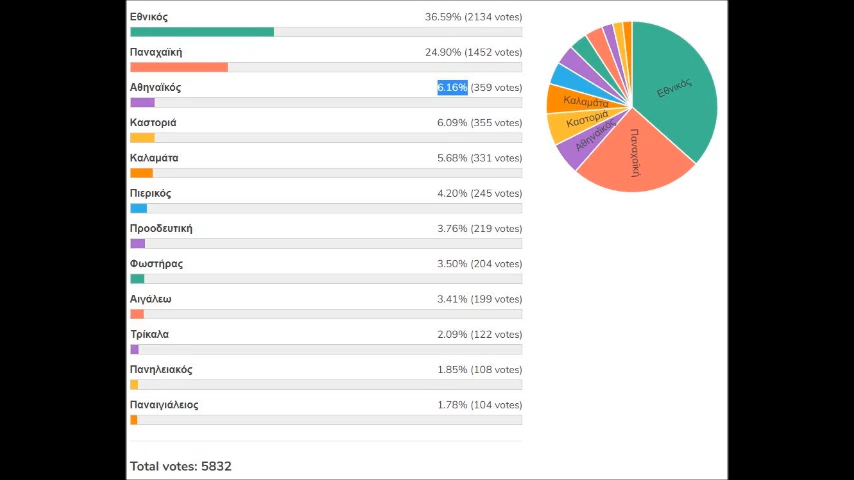 Εθνικός 36.59% (2134 votes)
Παναχαϊκή 24.90% (1452 votes)
Αθηναϊκός 6.16% (359 votes)
Καστοριά 6.09% (355 votes)
Καλαμάτα 5.68% (331 votes)
Πιερικός 4.20% (245 votes)
Προοδευτική 3.76% (219 votes)
Φωστήρας 3.50% (204 votes)
Αιγάλεω 3.41% (199 votes)
Τρίκαλα 2.09% (122 votes)
Πανηλειακός 1.85% (108 votes)
Παναιγιάλειος 1.78% (104 votes)
Total votes: 5832
Εθνικός
Καλαμάτα
Καστοριά
Αθηναϊκός
Παναχαϊκή